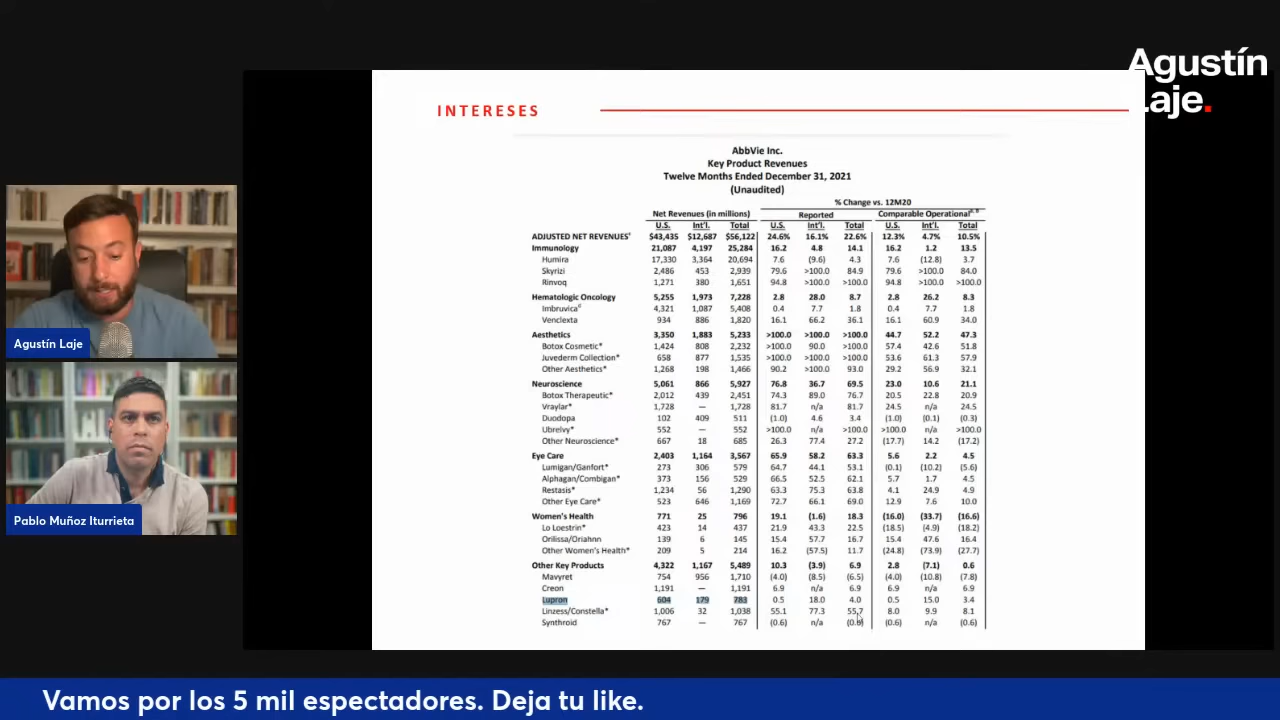 Agustín
Laje.
INTERESES
AbbVie Inc.
Key Product Revenues
Twelve Months Ended December 31, 2021
(Unaudited)
% Change vs. 12M20
Net Revenues (in millions) Reported Comparable Operational
U.S. Int'l. Total U.S. Int'l. Total U.S. Int'l. Total
ADJUSTED NET REVENUES $43,435 $12,687 $56,122 24.6% 16.1% 22.6% 12.3% 4.7% 10.5%
Immunology 21,087 4,197 25,284 16.2 4.8 14.1 16.2 1.2 13.5
Humira 17,330 3,364 20,694 7.6 (9.6) 4.3 7.6 (12.8) 3.7
Skyrizi 2,486 453 2,939 79.6 >100.0 84.9 79.6 >100.0 84.0
Rinvoq 1,271 380 1,651 94.8 >100.0 >100.0 94.8 >100.0 >100.0
Hematologic Oncology 5,255 1,973 7,228 2.8 28.0 8.7 2.8 26.2 8.3
Imbruvica 4,321 1,087 5,408 0.4 7.7 1.8 0.4 7.7 1.8
Venclexta 934 886 1,820 16.1 66.2 36.1 16.1 60.9 34.0
Aesthetics 3,350 1,883 5,233 >100.0 >100.0 >100.0 44.7 52.2 47.3
Botox Cosmetic* 1,424 808 2,232 >100.0 90.0 >100.0 57.4 42.6 51.8
Juvederm Collection* 658 877 1,535 >100.0 >100.0 >100.0 53.6 61.3 57.9
Other Aesthetics* 1,268 198 1,466 90.2 >100.0 93.0 29.2 56.9 32.1
Neuroscience 5,061 866 5,927 76.8 36.7 69.5 23.0 10.6 21.1
Botox Therapeutic* 2,012 439 2,451 74.3 89.0 76.7 20.5 22.8 20.9
Vraylar* 1,728 — 1,728 81.7 n/a 81.7 24.5 n/a 24.5
Duodopa 102 409 511 (1.0) 4.6 3.4 (1.0) (0.1) (0.3)
Ubrelvy* 552 — 552 >100.0 n/a >100.0 >100.0 n/a >100.0
Other Neuroscience* 667 18 685 26.3 77.4 27.2 (17.7) 14.2 (17.2)
Eye Care 2,403 1,164 3,567 65.9 58.2 63.3 5.6 2.2 4.5
Lumigan/Ganfort* 273 306 579 64.7 44.1 53.1 (0.1) (10.2) (5.6)
Alphagan/Combigan* 373 156 529 66.5 52.5 62.1 5.7 1.7 4.5
Restasis* 1,234 56 1,290 63.3 75.3 63.8 4.1 24.9 4.9
Other Eye Care* 523 646 1,169 72.7 66.1 69.0 12.9 7.6 10.0
Women's Health 771 25 796 19.1 (1.6) 18.3 (16.0) (33.7) (16.6)
Lo Loestrin* 423 14 437 21.9 43.3 22.5 (18.5) (4.9) (18.2)
Orilissa/Oriahnn 139 6 145 15.4 57.7 16.7 15.4 47.6 16.4
Other Women's Health* 209 5 214 16.2 (57.5) 11.7 (24.8) (73.9) (27.7)
Other Key Products 4,322 1,167 5,489 10.3 (3.9) 6.9 2.8 (7.1) 0.6
Mavyret 754 956 1,710 (4.0) (8.5) (6.5) (4.0) (10.8) (7.8)
Creon 1,191 — 1,191 6.9 n/a 6.9 6.9 n/a 6.9
Lupron 604 179 783 0.5 18.0 4.0 0.5 15.0 3.4
Linzess/Constella* 1,006 32 1,038 55.1 77.3 55.7 8.0 9.9 8.1
Synthroid 767 — 767 (0.6) n/a (0.6) (0.6) n/a (0.6)
Agustín Laje
Pablo Muñoz Iturrieta
Vamos por los 5 mil espectadores. Deja tu like.